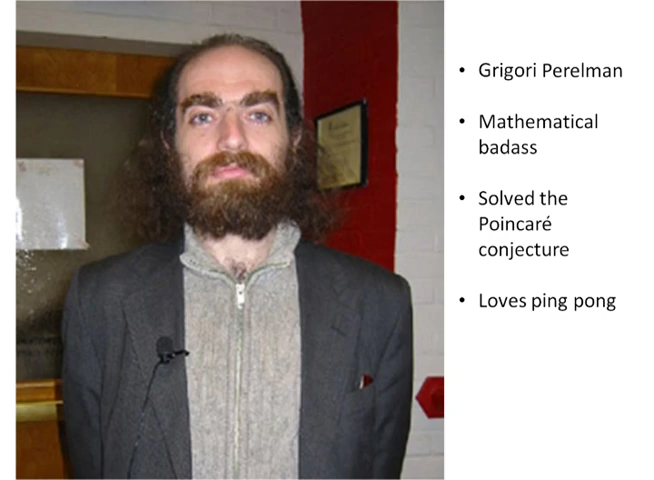 • Grigori Perelman
• Mathematical
badass
• Solved the
Poincaré
conjecture
• Loves ping pong